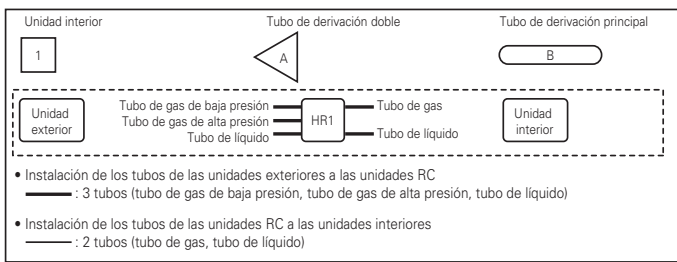 Unidad interior
Tubo de derivación doble
Tubo de derivación principal
1
A
B
Unidad
exterior
Tubo de gas de baja presión
Tubo de gas de alta presión
Tubo de líquido
HR1
Tubo de gas
Tubo de líquido
Unidad
interior
• Instalación de los tubos de las unidades exteriores a las unidades RC
: 3 tubos (tubo de gas de baja presión, tubo de gas de alta presión, tubo de líquido)
• Instalación de los tubos de las unidades RC a las unidades interiores
: 2 tubos (tubo de gas, tubo de líquido)